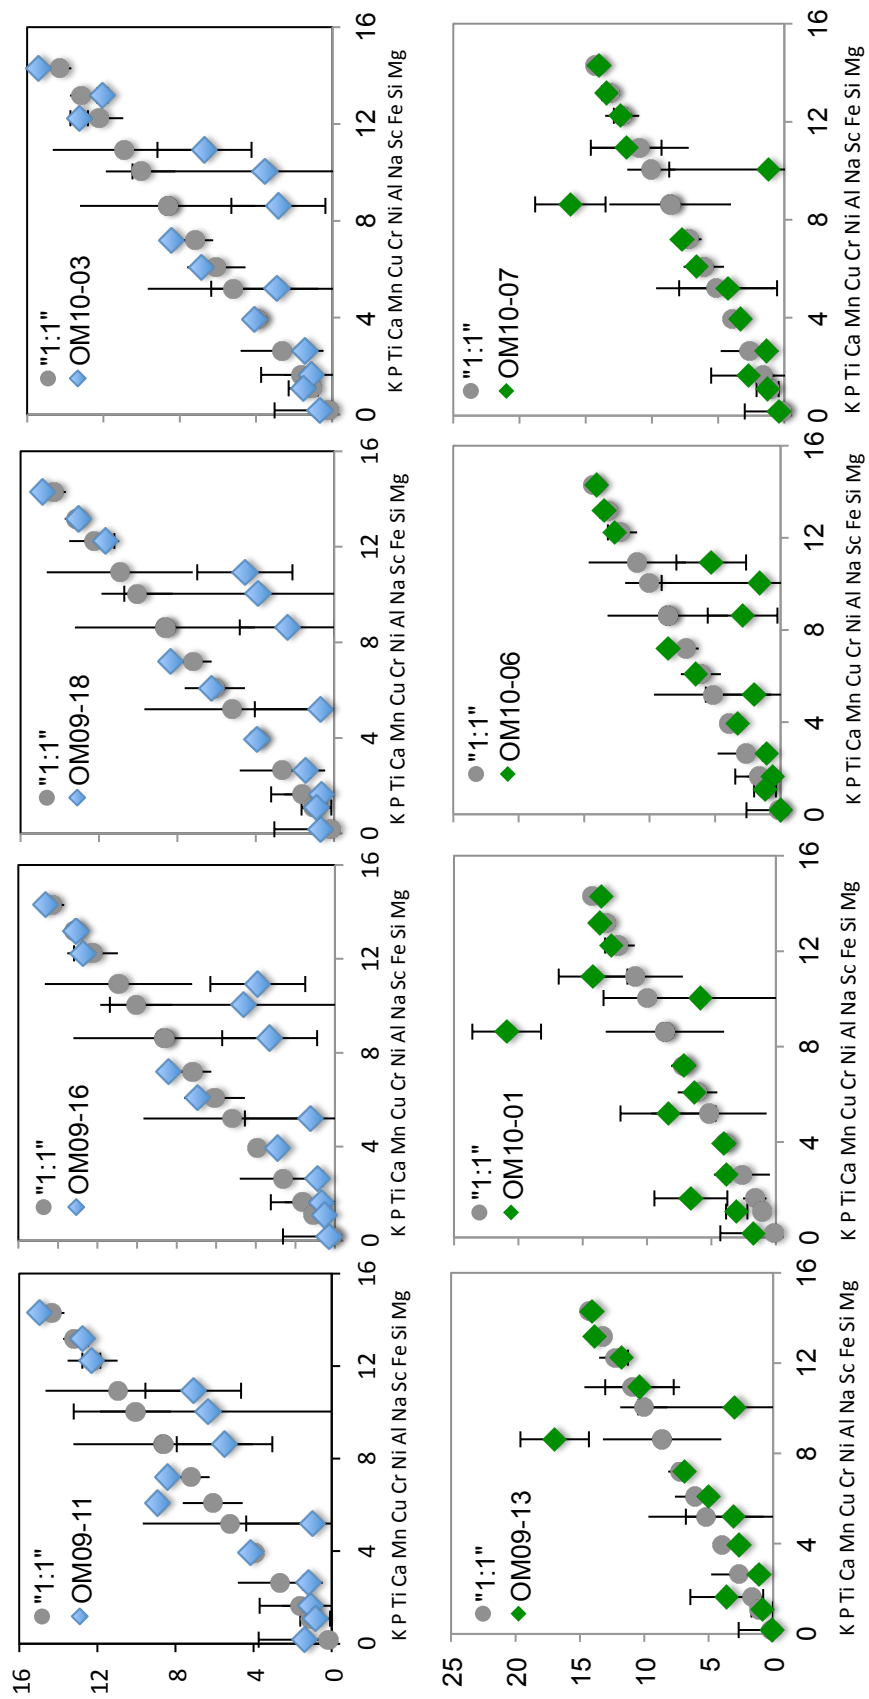 "1:1"
OM10-03
0 4 8 12 16
K P Ti Ca Mn Cu Cr Ni Al Na Sc Fe Si Mg
"1:1"
OM10-07
0 4 8 12 16
K P Ti Ca Mn Cu Cr Ni Al Na Sc Fe Si Mg
"1:1"
OM09-18
0 4 8 12 16
K P Ti Ca Mn Cu Cr Ni Al Na Sc Fe Si Mg
"1:1"
OM10-06
0 4 8 12 16
K P Ti Ca Mn Cu Cr Ni Al Na Sc Fe Si Mg
"1:1"
OM09-16
0 4 8 12 16
K P Ti Ca Mn Cu Cr Ni Al Na Sc Fe Si Mg
"1:1"
OM10-01
0 4 8 12 16
K P Ti Ca Mn Cu Cr Ni Al Na Sc Fe Si Mg
"1:1"
OM09-11
0 4 8 12 16
K P Ti Ca Mn Cu Cr Ni Al Na Sc Fe Si Mg
16 12 8 4 0
"1:1"
OM09-13
0 4 8 12 16
K P Ti Ca Mn Cu Cr Ni Al Na Sc Fe Si Mg
25 20 15 10 5 0